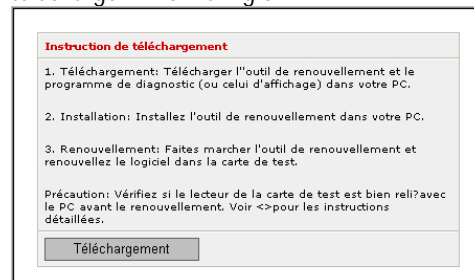 Instruction de téléchargement
1. Téléchargement: Télécharger l''outil de renouvellement et le
programme de diagnostic (ou celui d'affichage) dans votre PC.
2. Installation: Installez l'outil de renouvellement dans votre PC.
3. Renouvellement: Faites marcher l'outil de renouvellement et
renouvellez le logiciel dans la carte de test.
Précaution: Vérifiez si le lecteur de la carte de test est bien reli?avec
le PC avant le renouvellement. Voir <>pour les instructions
détaillées.
Téléchargement